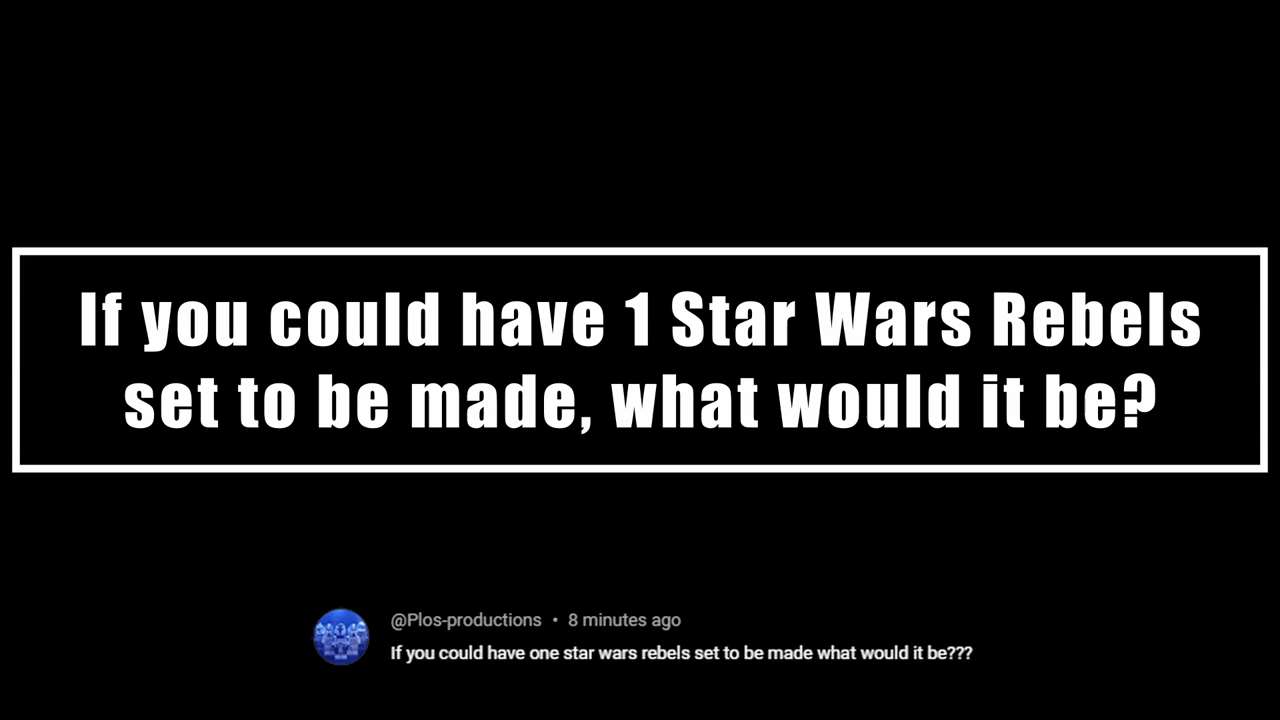 If you could have 1 Star Wars Rebels
set to be made, what would it be?
@Plos-productions • 8 minutes ago
If you could have one star wars rebels set to be made what would it be???